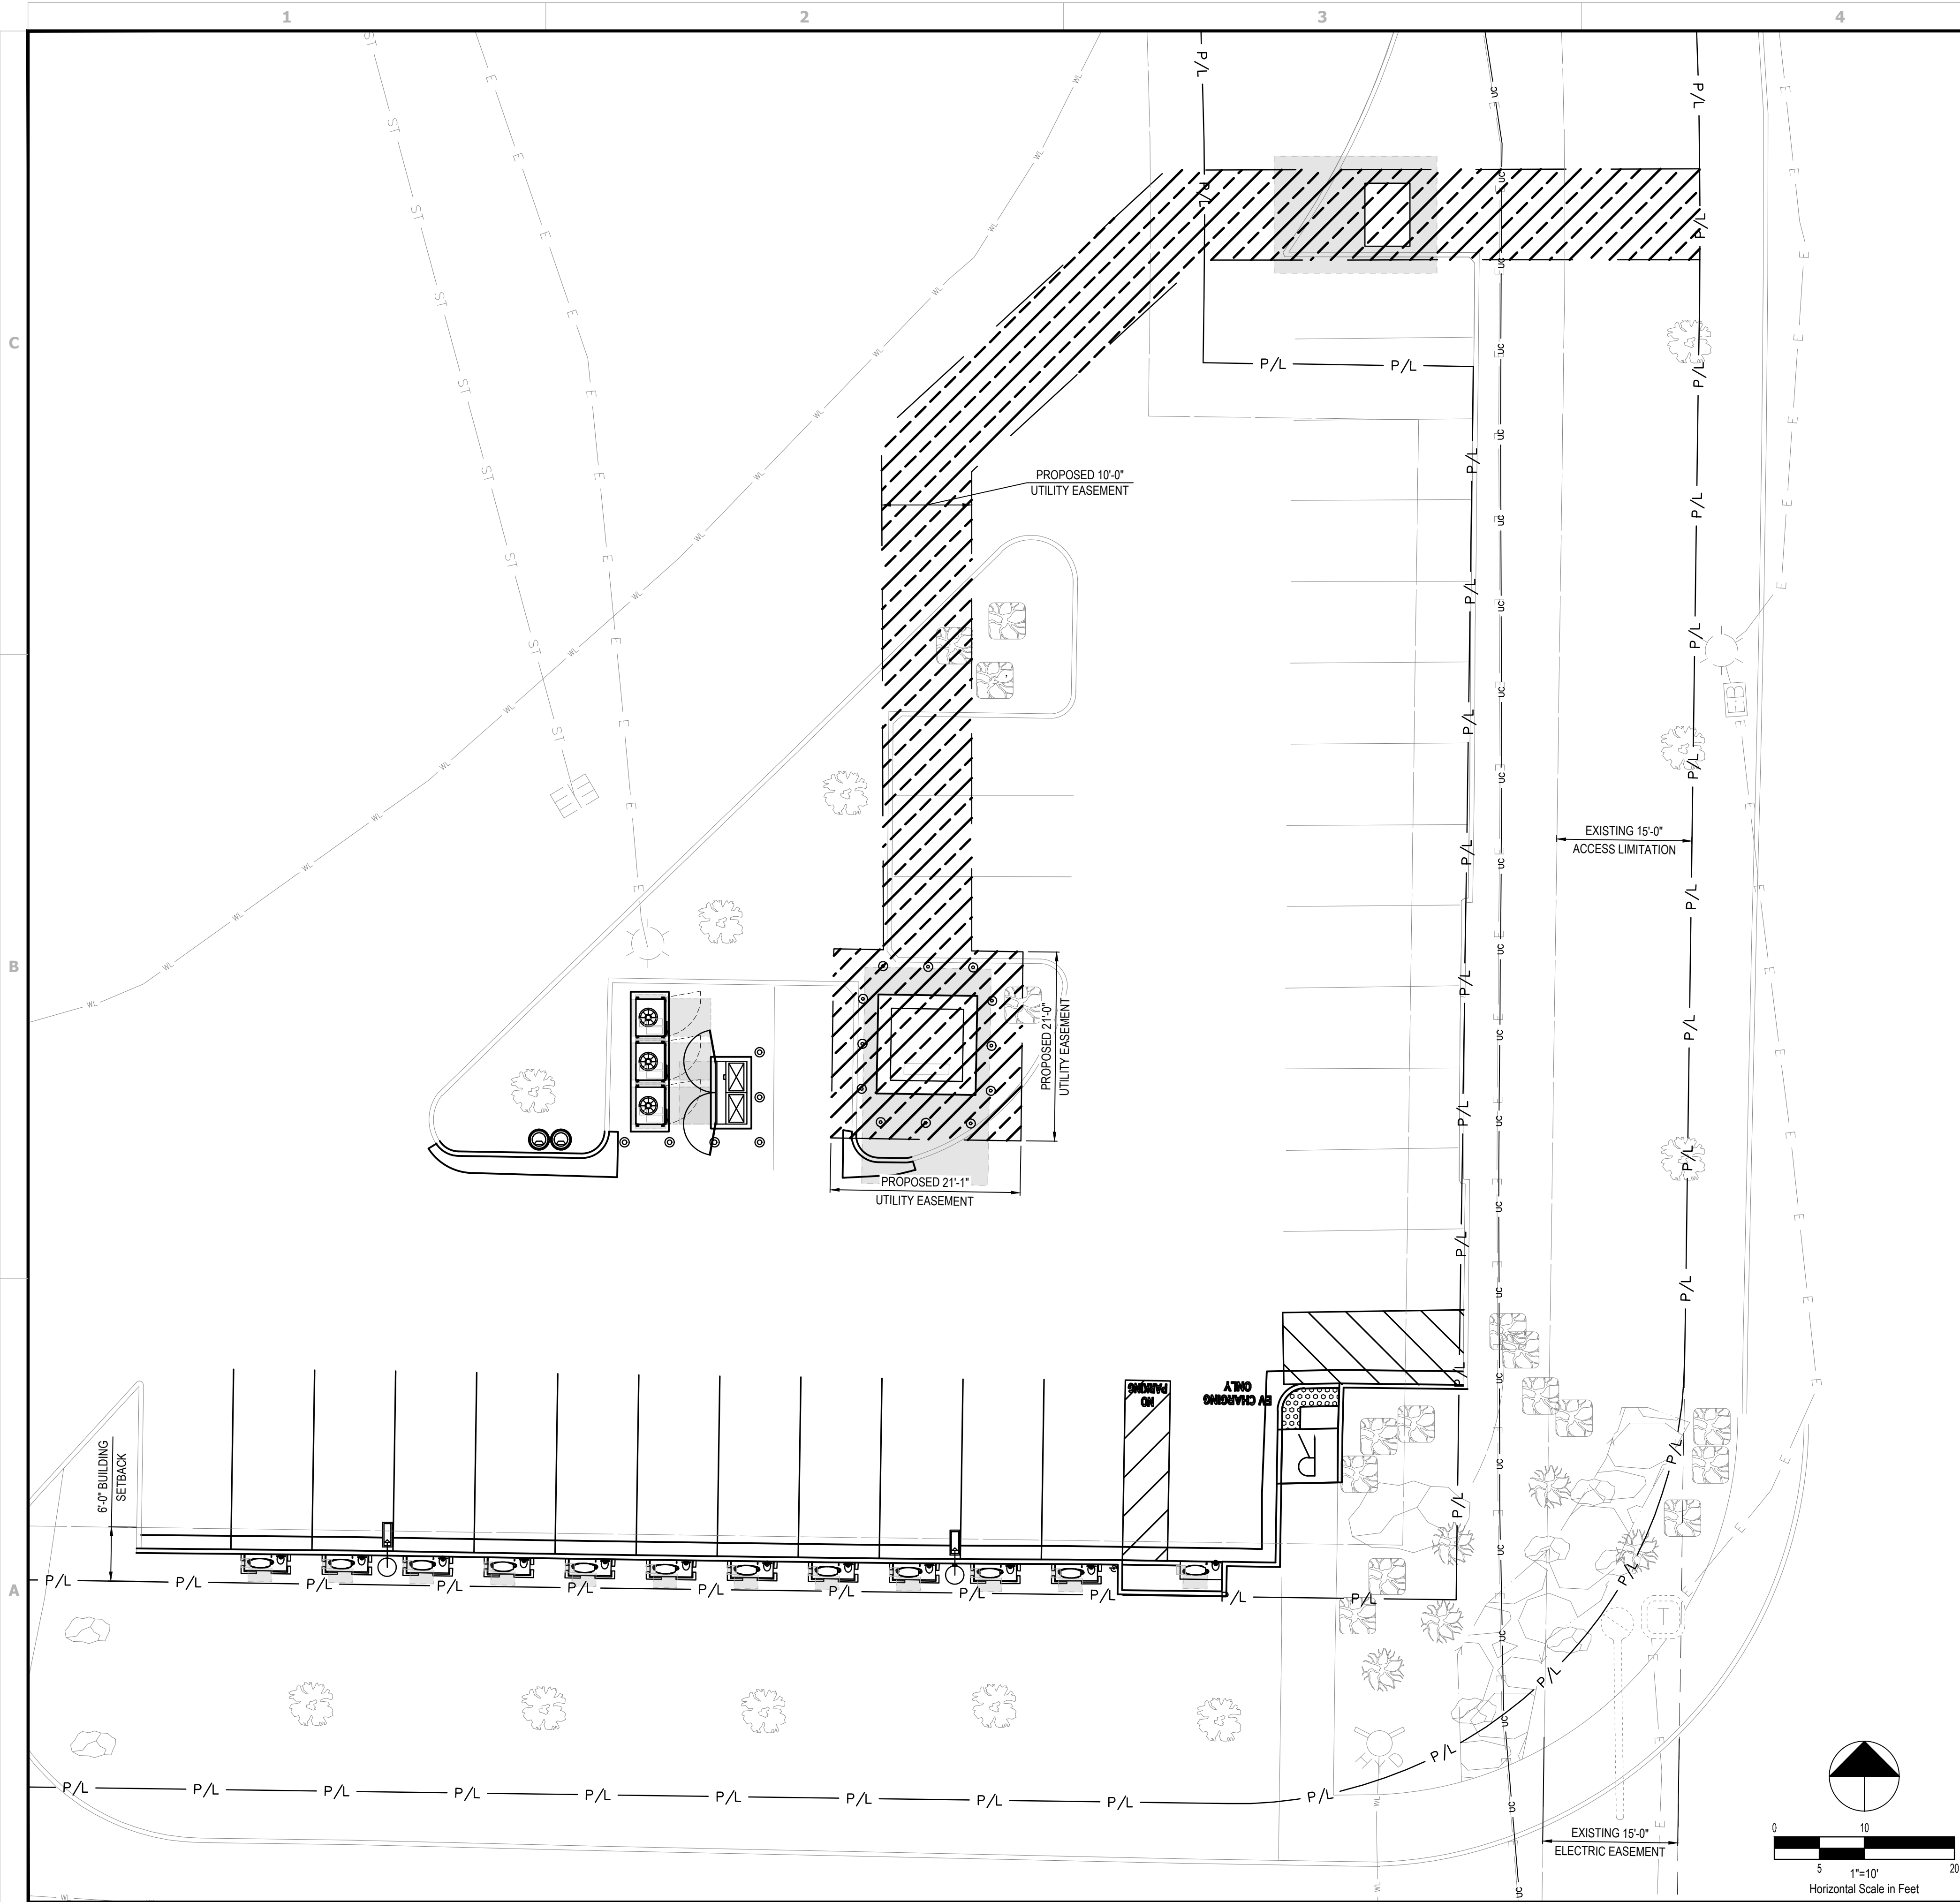 1 2 3 4
C
B
A
PROPOSED 10'-0"
UTILITY EASEMENT
EXISTING 15'-0"
ACCESS LIMITATION
PROPOSED 21'-0"
UTILITY EASEMENT
PROPOSED 21'-1"
UTILITY EASEMENT
NO
PARKING
EV CHARGING
ONLY
6'-0" BUILDING
SETBACK
P/L P/L P/L P/L P/L P/L P/L P/L P/L P/L P/L
HYD
T
EB
ST
E
WL
UC
P/L P/L P/L P/L P/L P/L P/L P/L P/L P/L P/L
EXISTING 15'-0"
ELECTRIC EASEMENT
0 10
5 20
1"=10'
Horizontal Scale in Feet